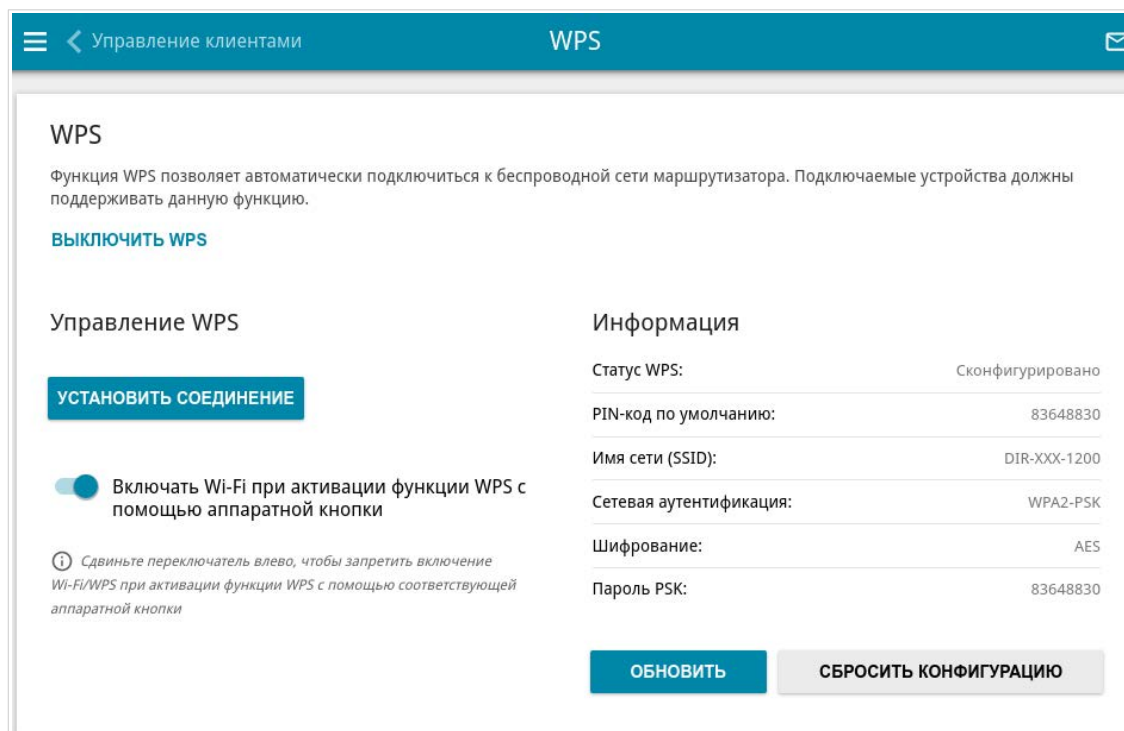 Управление клиентами
WPS
WPS
Функция WPS позволяет автоматически подключиться к беспроводной сети маршрутизатора. Подключаемые устройства должны
поддерживать данную функцию.
ВЫКЛЮЧИТЬ WPS
Управление WPS
УСТАНОВИТЬ СОЕДИНЕНИЕ
Включать Wi-Fi при активации функции WPS с
помощью аппаратной кнопки
Сдвиньте переключатель влево, чтобы запретить включение
Wi-Fi/WPS при активации функции WPS с помощью соответствующей
аппаратной кнопки
Информация
Статус WPS: Сконфигурировано
PIN-код по умолчанию: 83648830
Имя сети (SSID): DIR-XXX-1200
Сетевая аутентификация: WPA2-PSK
Шифрование: AES
Пароль PSK: 83648830
ОБНОВИТЬ СБРОСИТЬ КОНФИГУРАЦИЮ